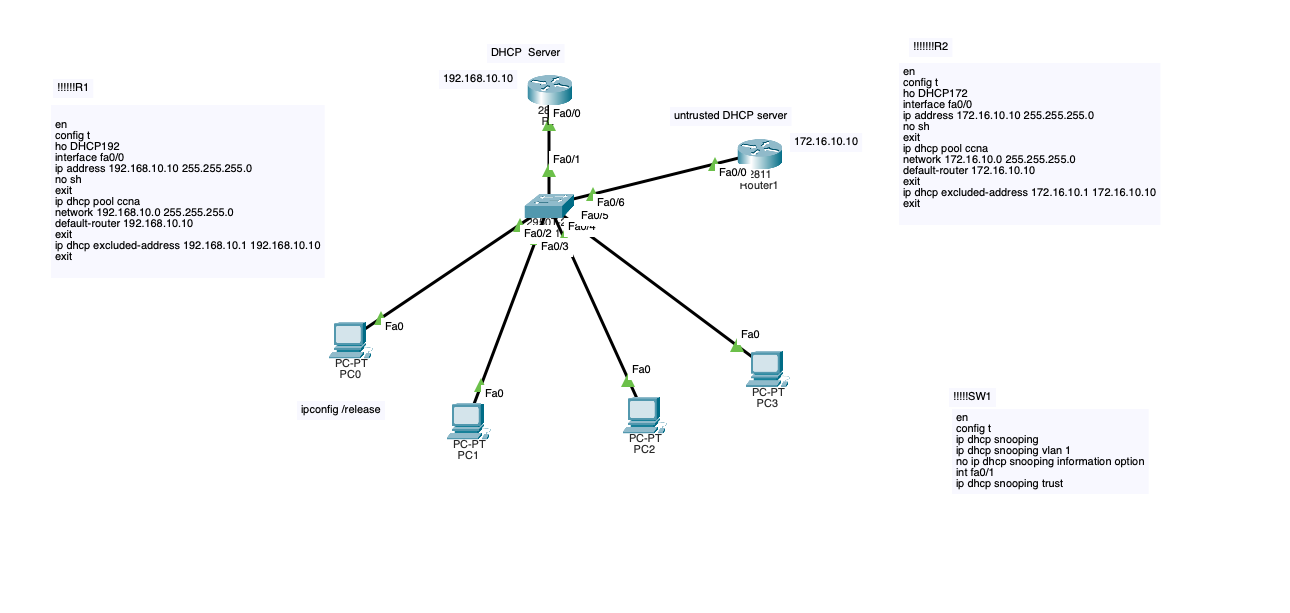 DHCP Server
192.168.10.10
Fa0/0
Fa0/1
!!!!!!R1
en
config t
ho DHCP192
interface fa0/0
ip address 192.168.10.10 255.255.255.0
no sh
exit
ip dhcp pool ccna
network 192.168.10.0 255.255.255.0
default-router 192.168.10.10
exit
ip dhcp excluded-address 192.168.10.1 192.168.10.10
exit
untrusted DHCP server
172.16.10.10
Fa0/0
2811
Router1
!!!!!!!R2
en
config t
ho DHCP172
interface fa0/0
ip address 172.16.10.10 255.255.255.0
no sh
exit
ip dhcp pool ccna
network 172.16.10.0 255.255.255.0
default-router 172.16.10.10
exit
ip dhcp excluded-address 172.16.10.1 172.16.10.10
exit
Fa0/6
Fa0/5
Fa0/4
Fa0/2
Fa0/3
Fa0
PC-PT
PC0
ipconfig /release
Fa0
PC-PT
PC1
Fa0
PC-PT
PC2
Fa0
PC-PT
PC3
!!!!!SW1
en
config t
ip dhcp snooping
ip dhcp snooping vlan 1
no ip dhcp snooping information option
int fa0/1
ip dhcp snooping trust